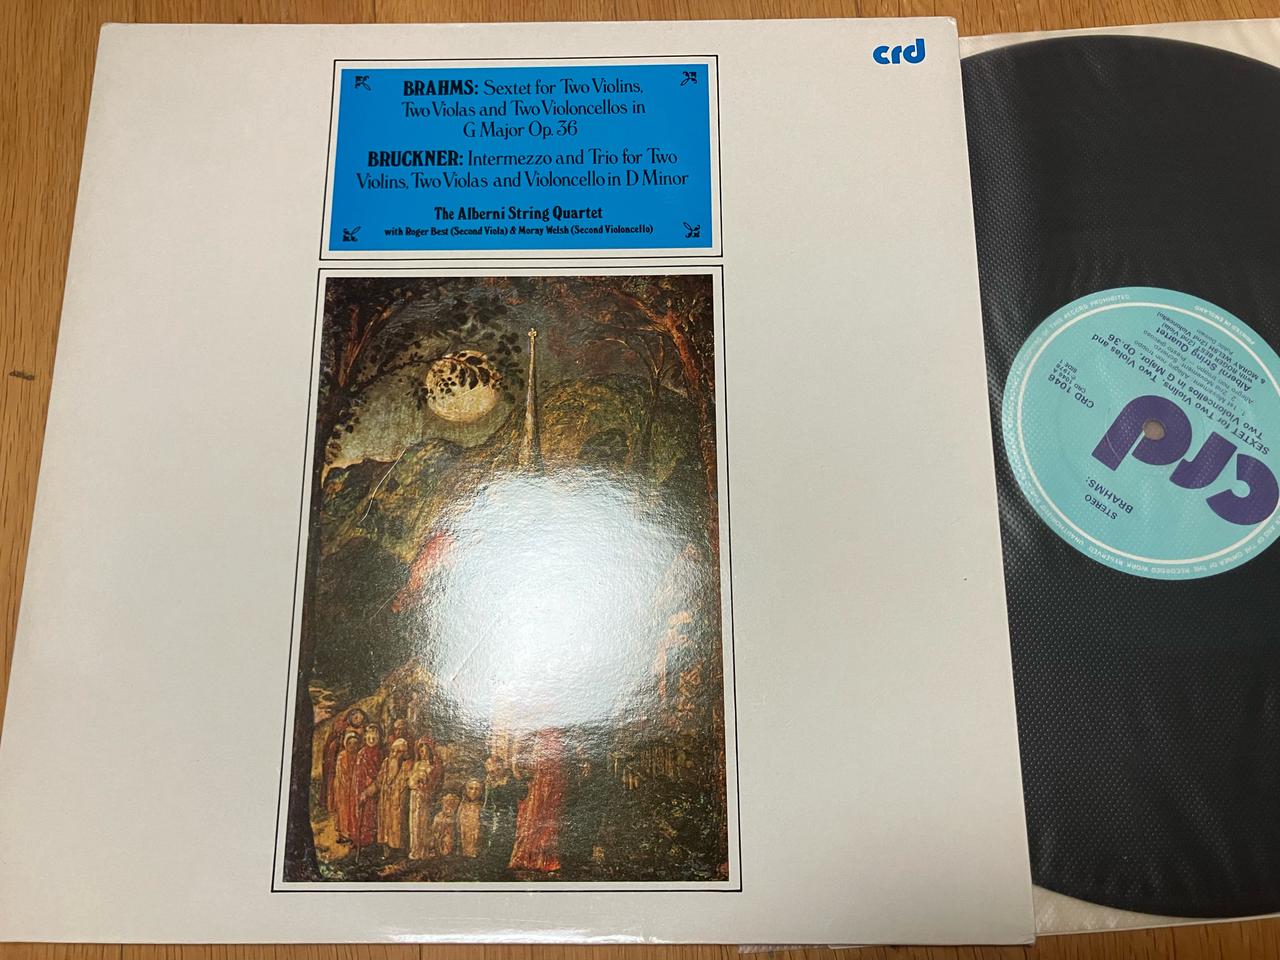 crd
BRAHMS: Sextet for Two Violins,
Two Violas and Two Violoncellos in
G Major Op. 36
BRUCKNER: Intermezzo and Trio for Two
Violins, Two Violas and Violoncello in D Minor
The Alberni String Quartet
with Roger Best (Second Viola) & Moray Welsh (Second Violoncello)
crd
STEREO
CRD 1046
SIDE 1
BRAHMS:
SEXTET for Two Violins, Two Violas and
Two Violoncellos in G Major, Op. 36
Alberni String Quartet
PRINTED IN ENGLAND